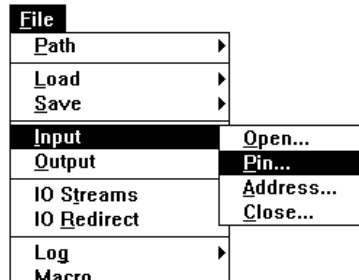 File
Path
Load
Save
Input
Output
IO Streams
IO Redirect
Log
Macro
Open...
Pin...
Address...
Close...